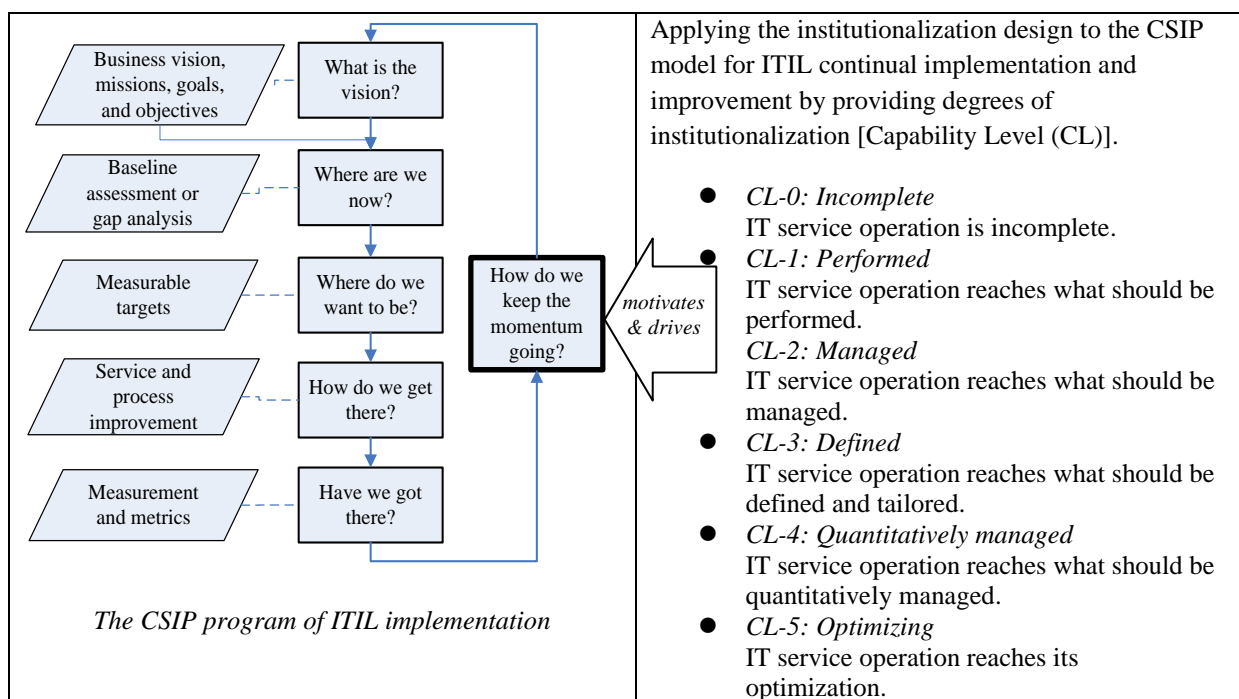 Business vision,
missions, goals,
and objectives
What is the
vision?
Baseline
assessment or
gap analysis
Where are we
now?
Measurable
targets
Where do we
want to be?
Service and
process
improvement
How do we get
there?
Measurement
and metrics
Have we got
there?
How do we
keep the
momentum
going?
motivates
& drives
The CSIP program of ITIL implementation
Applying the institutionalization design to the CSIP
model for ITIL continual implementation and
improvement by providing degrees of
institutionalization [Capability Level (CL)].
● CL-0: Incomplete
IT service operation is incomplete.
● CL-1: Performed
IT service operation reaches what should be
performed.
CL-2: Managed
IT service operation reaches what should be
managed.
● CL-3: Defined
IT service operation reaches what should be
defined and tailored.
● CL-4: Quantitatively managed
IT service operation reaches what should be
quantitatively managed.
● CL-5: Optimizing
IT service operation reaches its
optimization.